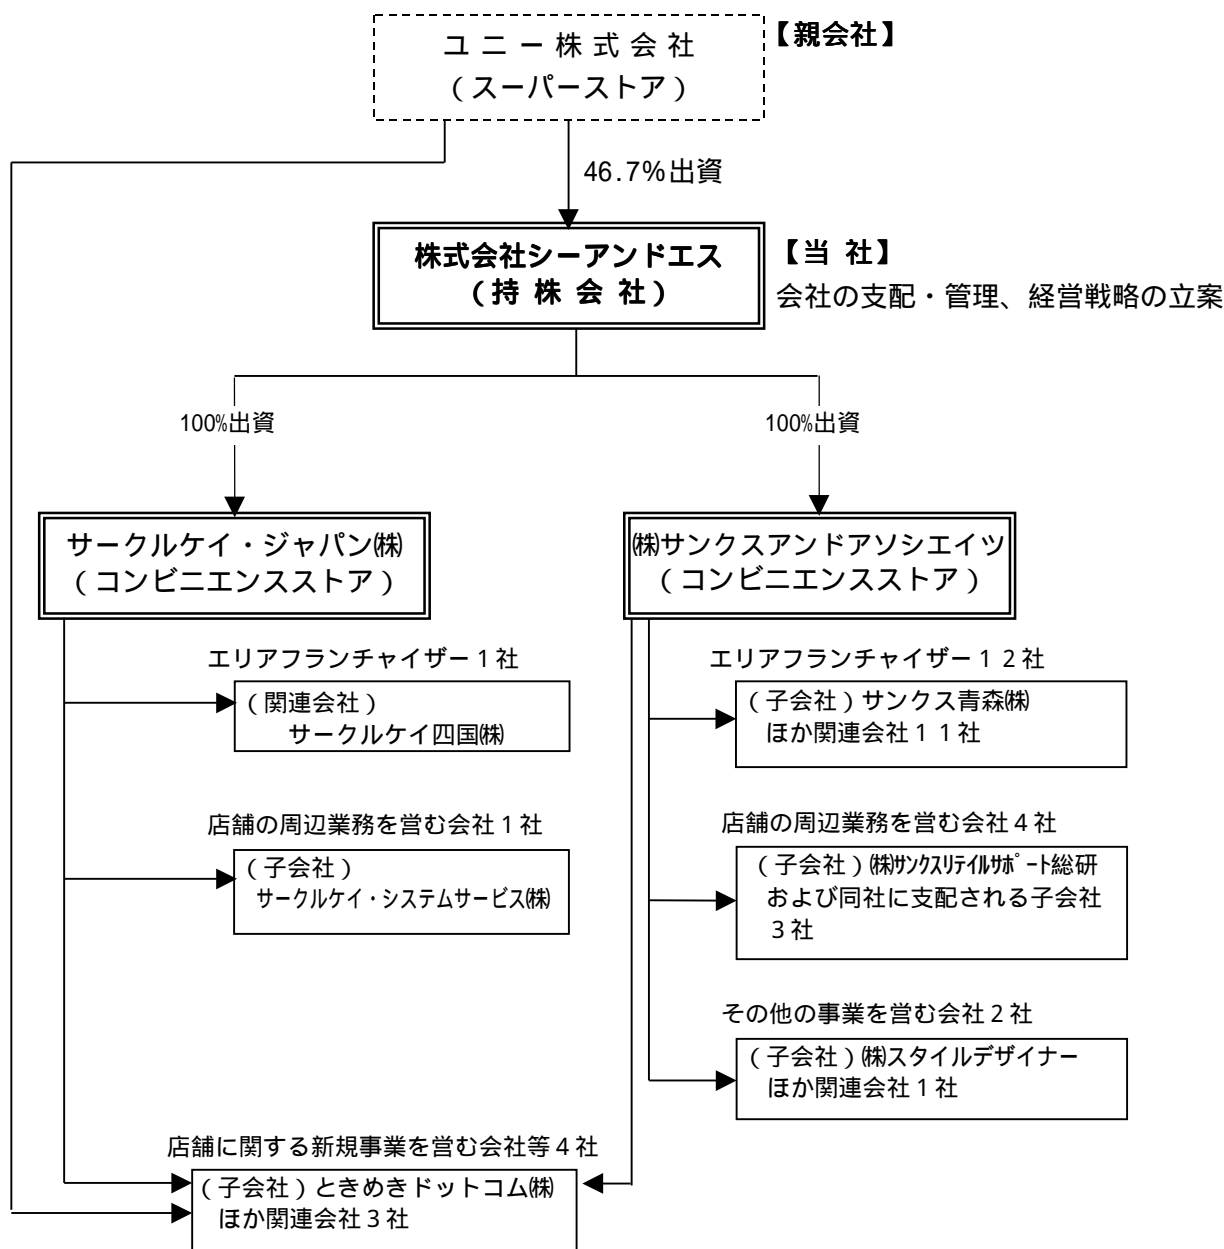 ユニー株式会社
（スーパーストア）
【親会社】
46.7%出資
株式会社シーアンドエス
（持株会社）
【当 社】
会社の支配・管理、経営戦略の立案
100%出資
100%出資
サークルケイ・ジャパン㈱
（コンビニエンスストア）
㈱サンクスアンドアソシエイツ
（コンビニエンスストア）
エリアフランチャイザー１社
（関連会社）
サークルケイ四国㈱
エリアフランチャイザー１２社
（子会社）サンクス青森㈱
ほか関連会社１１社
店舗の周辺業務を営む会社１社
（子会社）
サークルケイ・システムサービス㈱
店舗の周辺業務を営む会社４社
（子会社）㈱ｻﾝｸｽﾘﾃｲﾙｻﾎﾟｰﾄ総研
および同社に支配される子会社
３社
その他の事業を営む会社２社
（子会社）㈱スタイルデザイナー
ほか関連会社１社
店舗に関する新規事業を営む会社等４社
（子会社）ときめきドットコム㈱
ほか関連会社３社